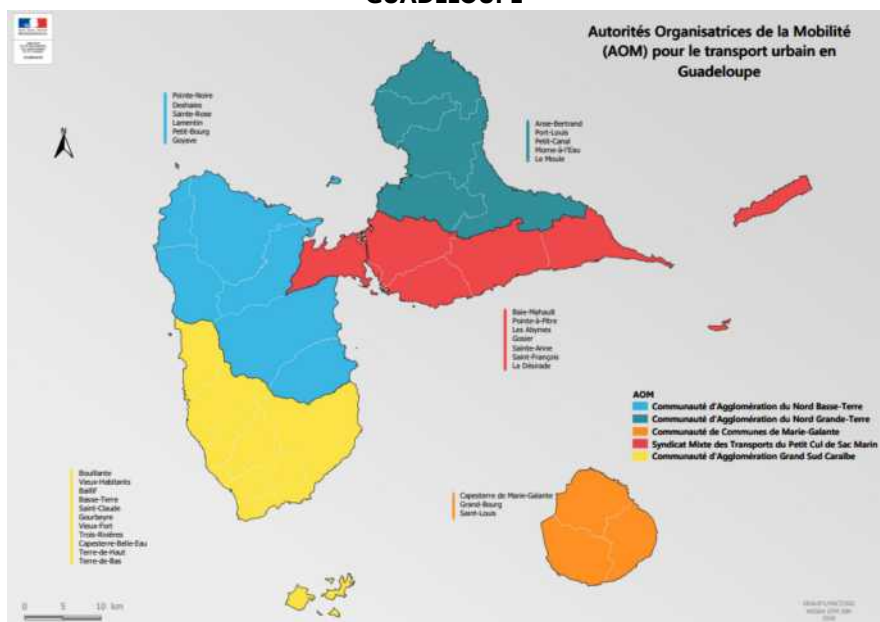 GUADELOUPE
Autorités Organisatrices de la Mobilité
(AOM) pour le transport urbain en
Guadeloupe
Pointe-Noire
Deshaies
Sainte-Rose
Lamentin
Petit-Bourg
Goyave
Anse-Bertrand
Port-Louis
Petit-Canal
Morne-à-l'Eau
Le Moule
N
Baie-Mahault
Pointe-à-Pitre
Les Abymes
Gosier
Sainte-Anne
Saint-François
La Désirade
AOM
Communauté d'Agglomération du Nord Basse-Terre
Communauté d'Agglomération du Nord Grande-Terre
Communauté de Communes de Marie-Galante
Syndicat Mixte des Transports du Petit Cul de Sac Marin
Communauté d'Agglomération Grand Sud Caraïbe
Bouillante
Vieux-Habitants
Baillif
Basse-Terre
Saint-Claude
Gourbeyre
Vieux-Fort
Trois-Rivières
Capesterre-Belle-Eau
Terre-de-Haut
Terre-de-Bas
Capesterre de Marie-Galante
Grand-Bourg
Saint-Louis
0 5 10 km